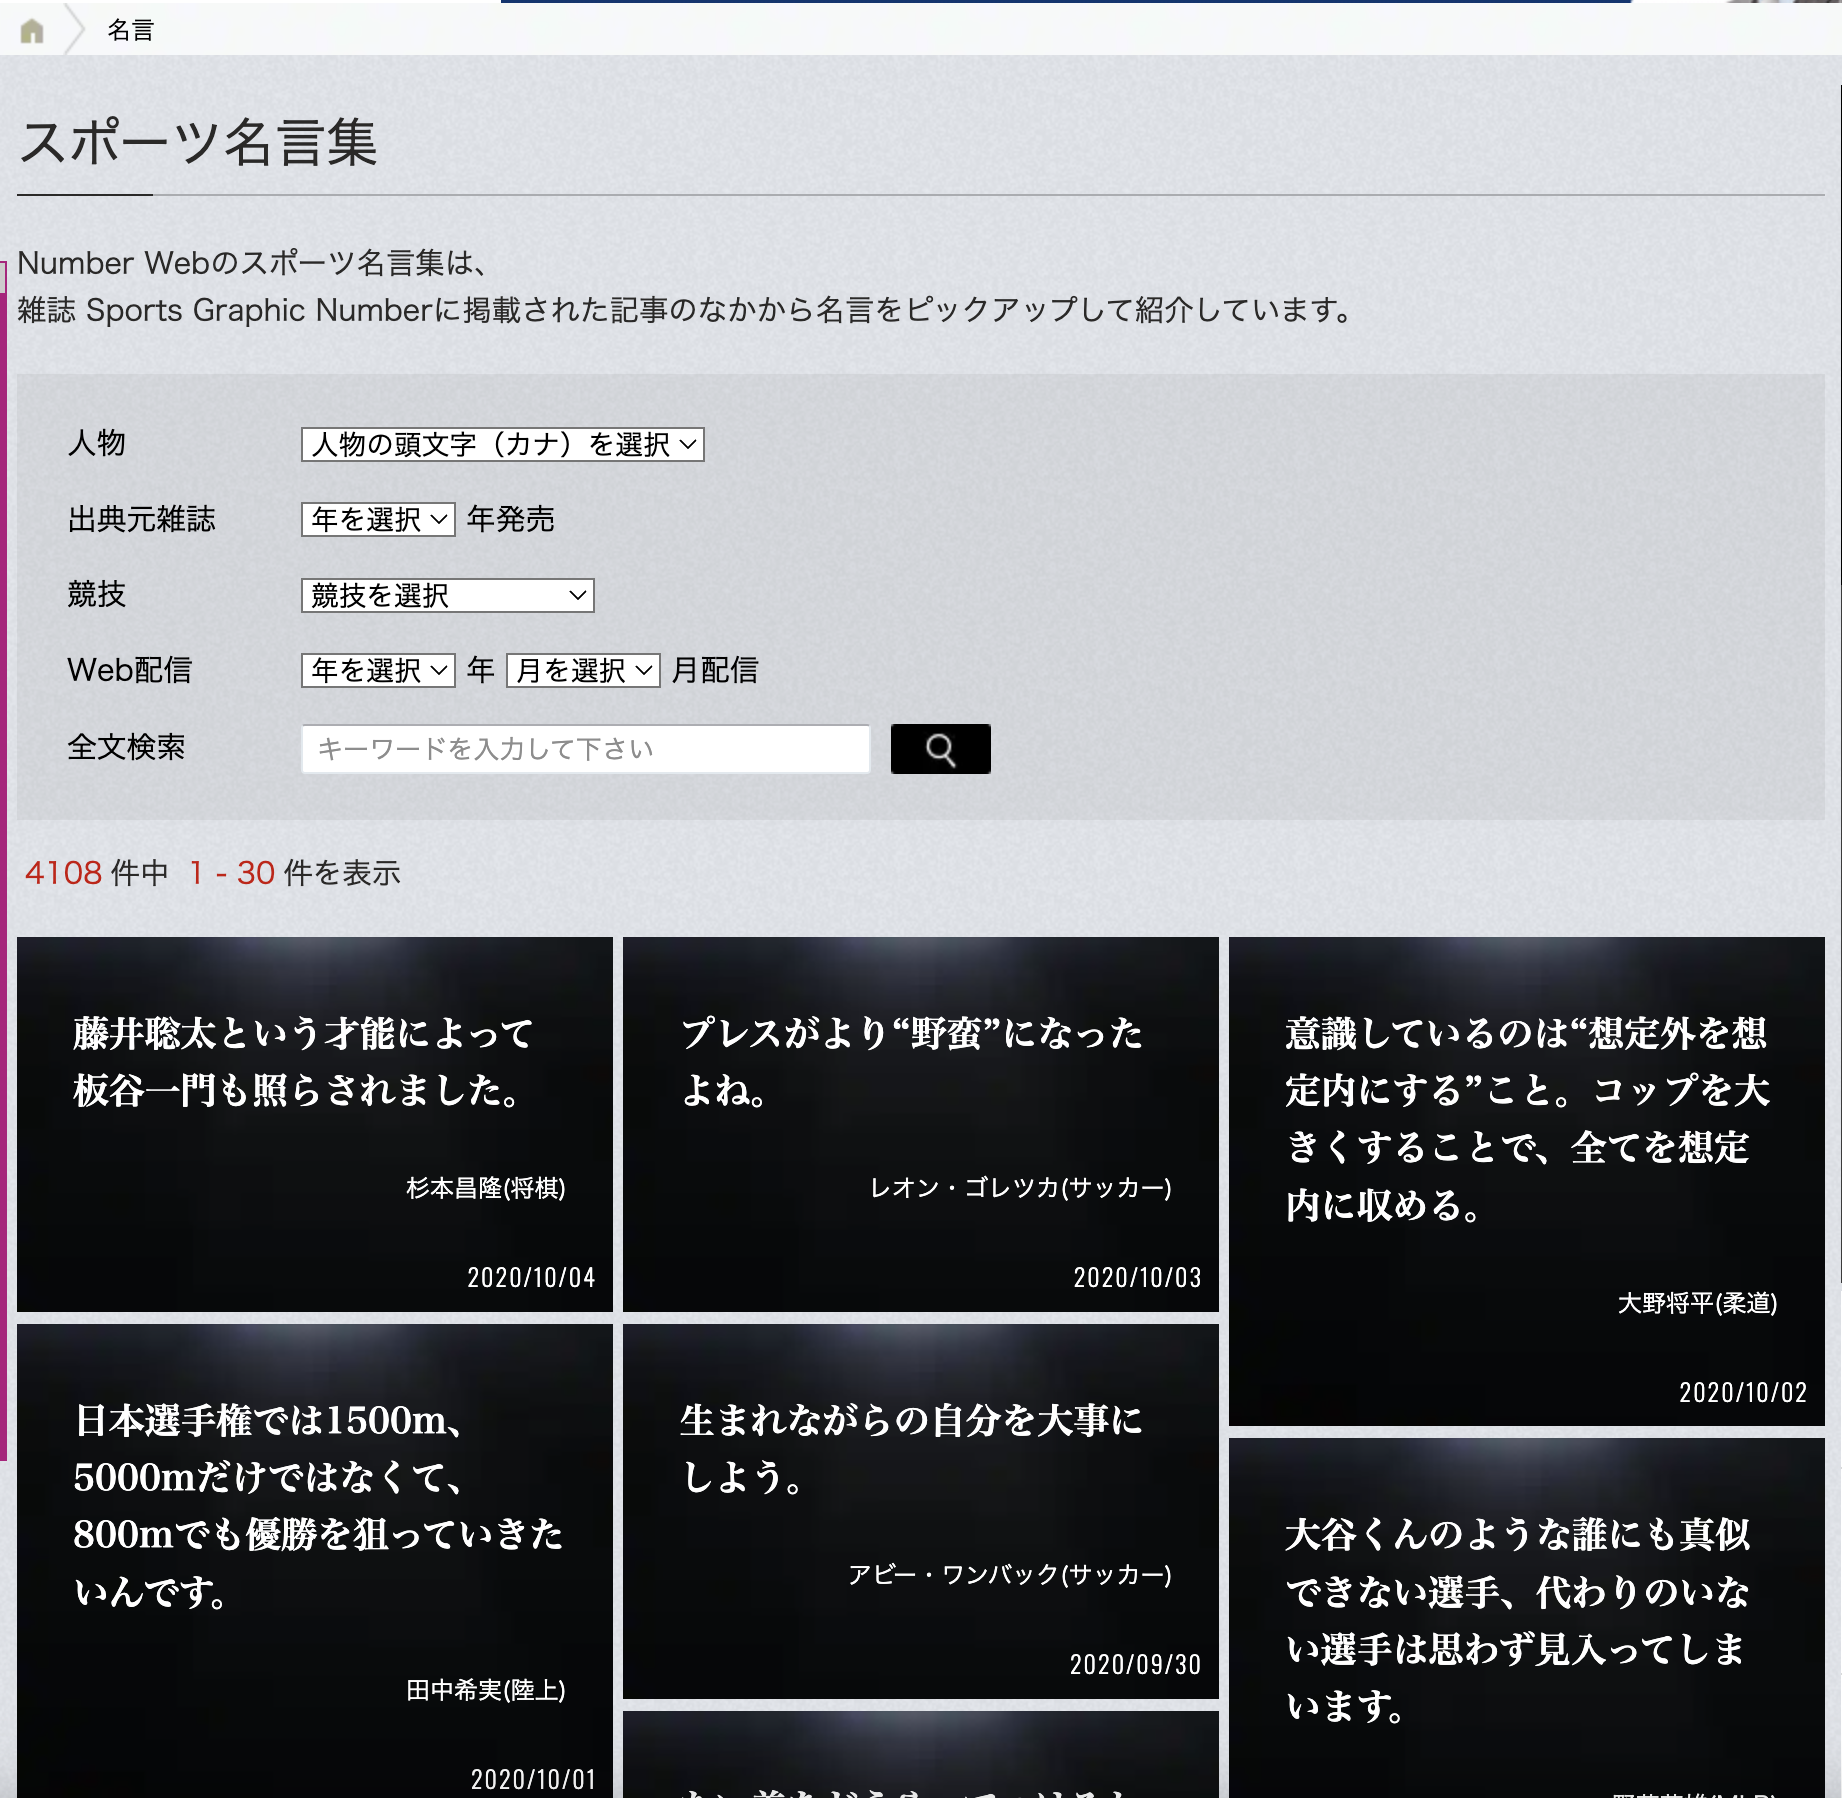 名言
スポーツ名言集
Number Webのスポーツ名言集は、
雑誌 Sports Graphic Numberに掲載された記事のなかから名言をピックアップして紹介しています。
人物 人物の頭文字（カナ）を選択
出典元雑誌 年を選択 年発売
競技 競技を選択
Web配信 年を選択 年 月を選択 月配信
全文検索 キーワードを入力して下さい
4108 件中 1 - 30 件を表示
藤井聡太という才能によって
板谷一門も照らされました。
杉本昌隆(将棋)
2020/10/04
プレスがより“野蛮”になった
よね。
レオン・ゴレツカ(サッカー)
2020/10/03
意識しているのは“想定外を想
定内にする”こと。コップを大
きくすることで、全てを想定
内に収める。
大野将平(柔道)
2020/10/02
日本選手権では1500m、
5000mだけではなくて、
800mでも優勝を狙っていきた
いんです。
田中希実(陸上)
2020/10/01
生まれながらの自分を大事に
しよう。
アビー・ワンバック(サッカー)
2020/09/30
大谷くんのような誰にも真似
できない選手、代わりのいな
い選手は思わず見入ってしま
います。